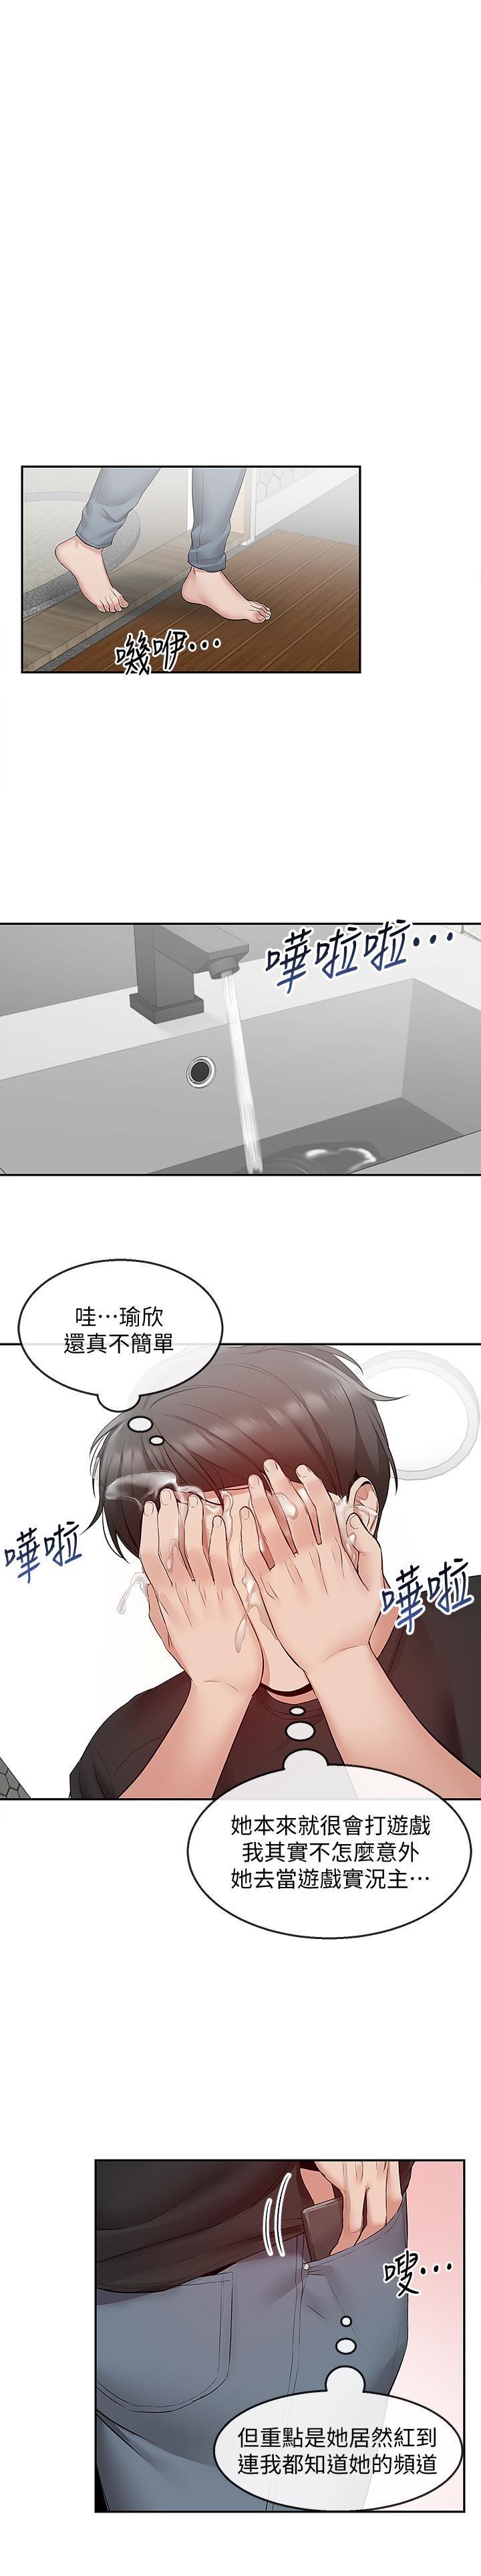 嘰咿…
嘩啦啦…
哇…瑜欣
還真不簡單
嘩啦
嘩啦
她本來就很會打遊戲
我其實不怎麼意外
她去當遊戲實況主…
嗖…
但重點是她居然紅到
連我都知道她的頻道